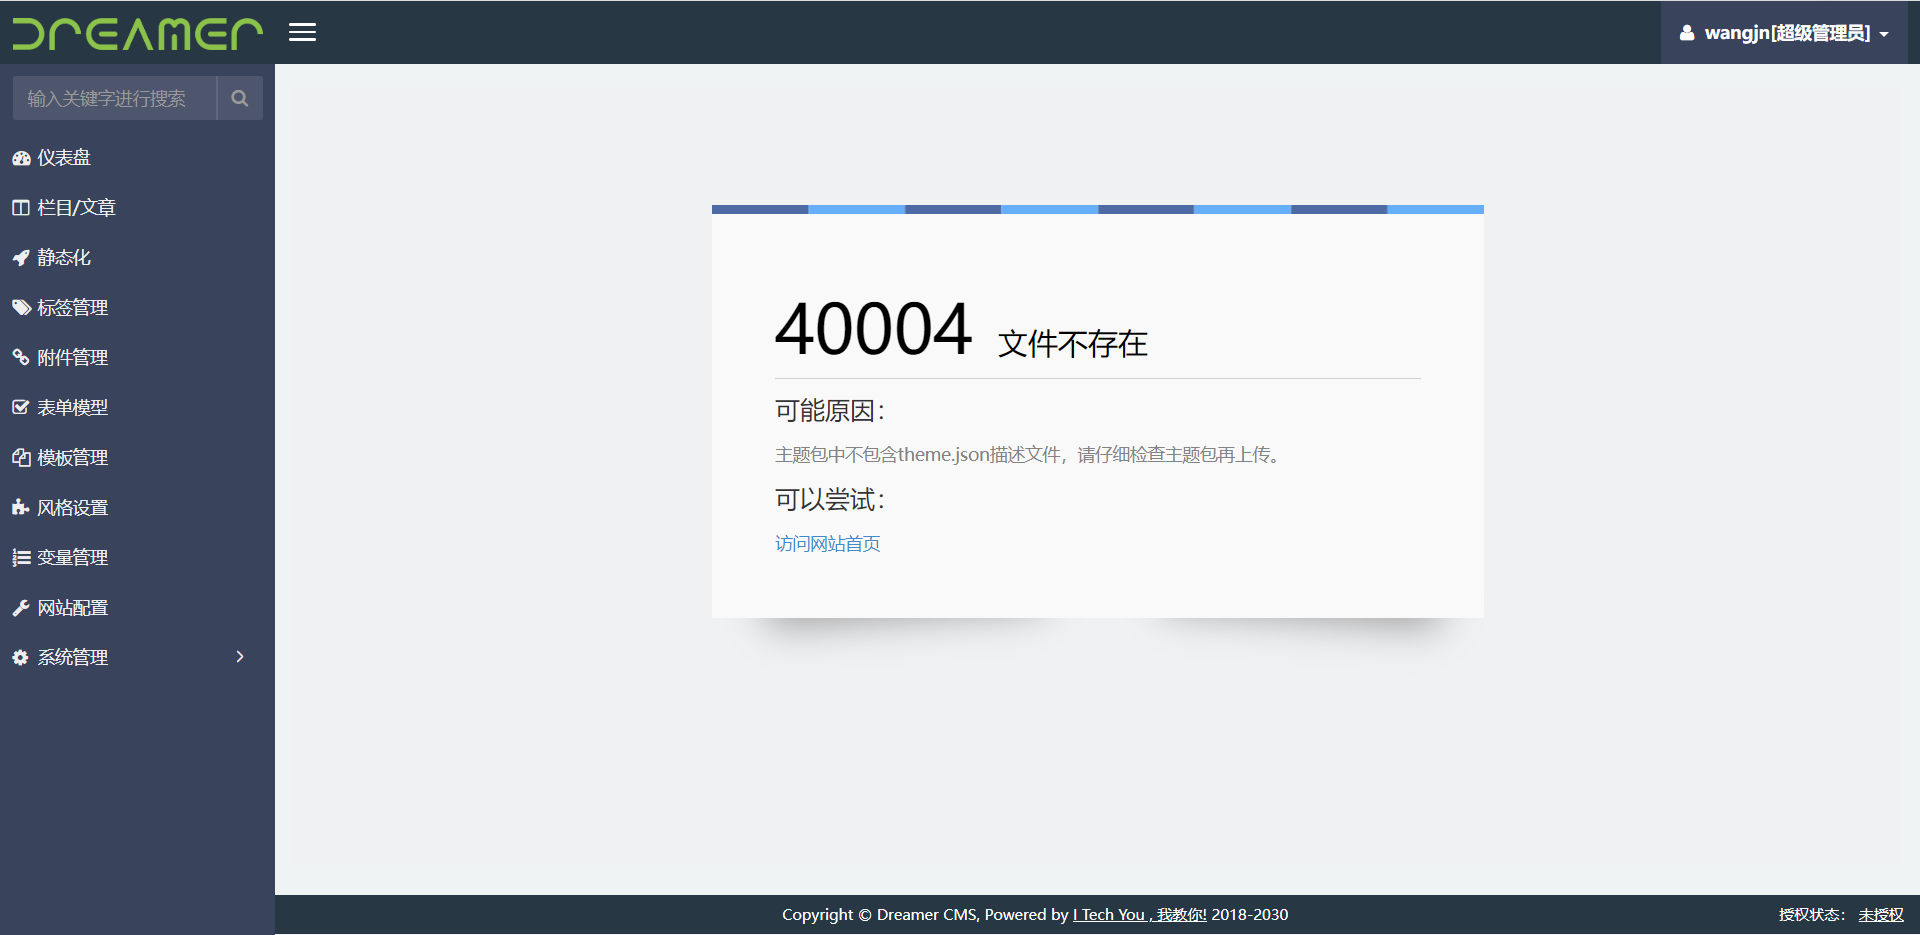 DREAMER
wangjn[超级管理员]
输入关键字进行搜索
仪表盘
栏目/文章
静态化
标签管理
附件管理
表单模型
模板管理
风格设置
变量管理
网站配置
系统管理
40004 文件不存在
可能原因：
主题包中不包含theme.json描述文件，请仔细检查主题包再上传。
可以尝试：
访问网站首页
Copyright © Dreamer CMS, Powered by I Tech You , 我教你! 2018-2030
授权状态： 未授权